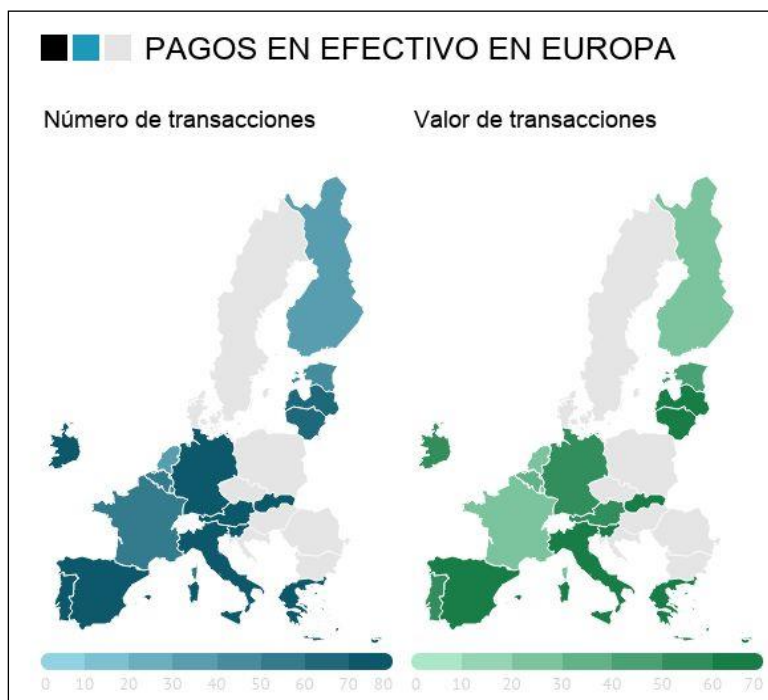 PAGOS EN EFECTIVO EN EUROPA
Número de transacciones
Valor de transacciones
0 10 20 30 40 50 60 70 80
0 10 20 30 40 50 60 70